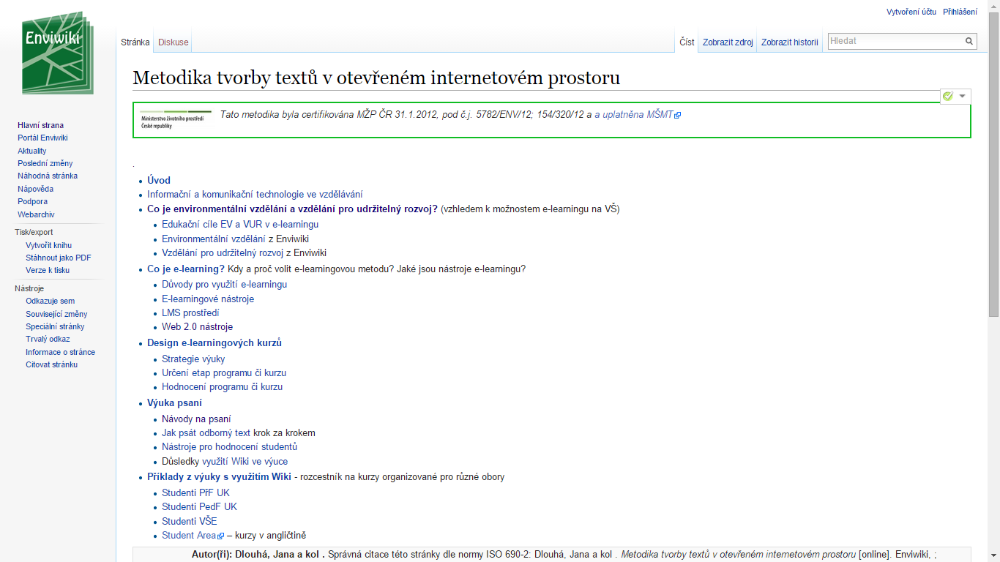 Vytvoření účtu Přihlášení
Enviwiki
Stránka Diskuse Číst Zobrazit zdroj Zobrazit historii Hledat
Metodika tvorby textů v otevřeném internetovém prostoru
Ministerstvo životního prostředí
České republiky
Tato metodika byla certifikována MŽP ČR 31.1.2012, pod č.j. 5782/ENV/12; 154/320/12 a a uplatněna MŠMT
Hlavní strana
Portál Enviwiki
Aktuality
Poslední změny
Náhodná stránka
Nápověda
Podpora
Webarchiv
Tisk/export
Vytvořit knihu
Stáhnout jako PDF
Verze k tisku
Nástroje
Odkazuje sem
Související změny
Speciální stránky
Trvalý odkaz
Informace o stránce
Citovat stránku
.
Úvod
Informační a komunikační technologie ve vzdělávání
Co je environmentální vzdělání a vzdělání pro udržitelný rozvoj? (vzhledem k možnostem e-learningu na VŠ)
Edukační cíle EV a VUR v e-learningu
Environmentální vzdělání z Enviwiki
Vzdělání pro udržitelný rozvoj z Enviwiki
Co je e-learning? Kdy a proč volit e-learningovou metodu? Jaké jsou nástroje e-learningu?
Důvody pro využití e-learningu
E-learningové nástroje
LMS prostředí
Web 2.0 nástroje
Design e-learningových kurzů
Strategie výuky
Určení etap programu či kurzu
Hodnocení programu či kurzu
Výuka psaní
Návody na psaní
Jak psát odborný text krok za krokem
Nástroje pro hodnocení studentů
Důsledky využití Wiki ve výuce
Příklady z výuky s využitím Wiki - rozcestník na kurzy organizované pro různé obory
Studenti PřF UK
Studenti PedF UK
Studenti VŠE
Student Area – kurzy v angličtině
Autor(ři): Dlouhá, Jana a kol . Správná citace této stránky dle normy ISO 690-2: Dlouhá, Jana a kol . Metodika tvorby textů v otevřeném internetovém prostoru [online]. Enviwiki, ;